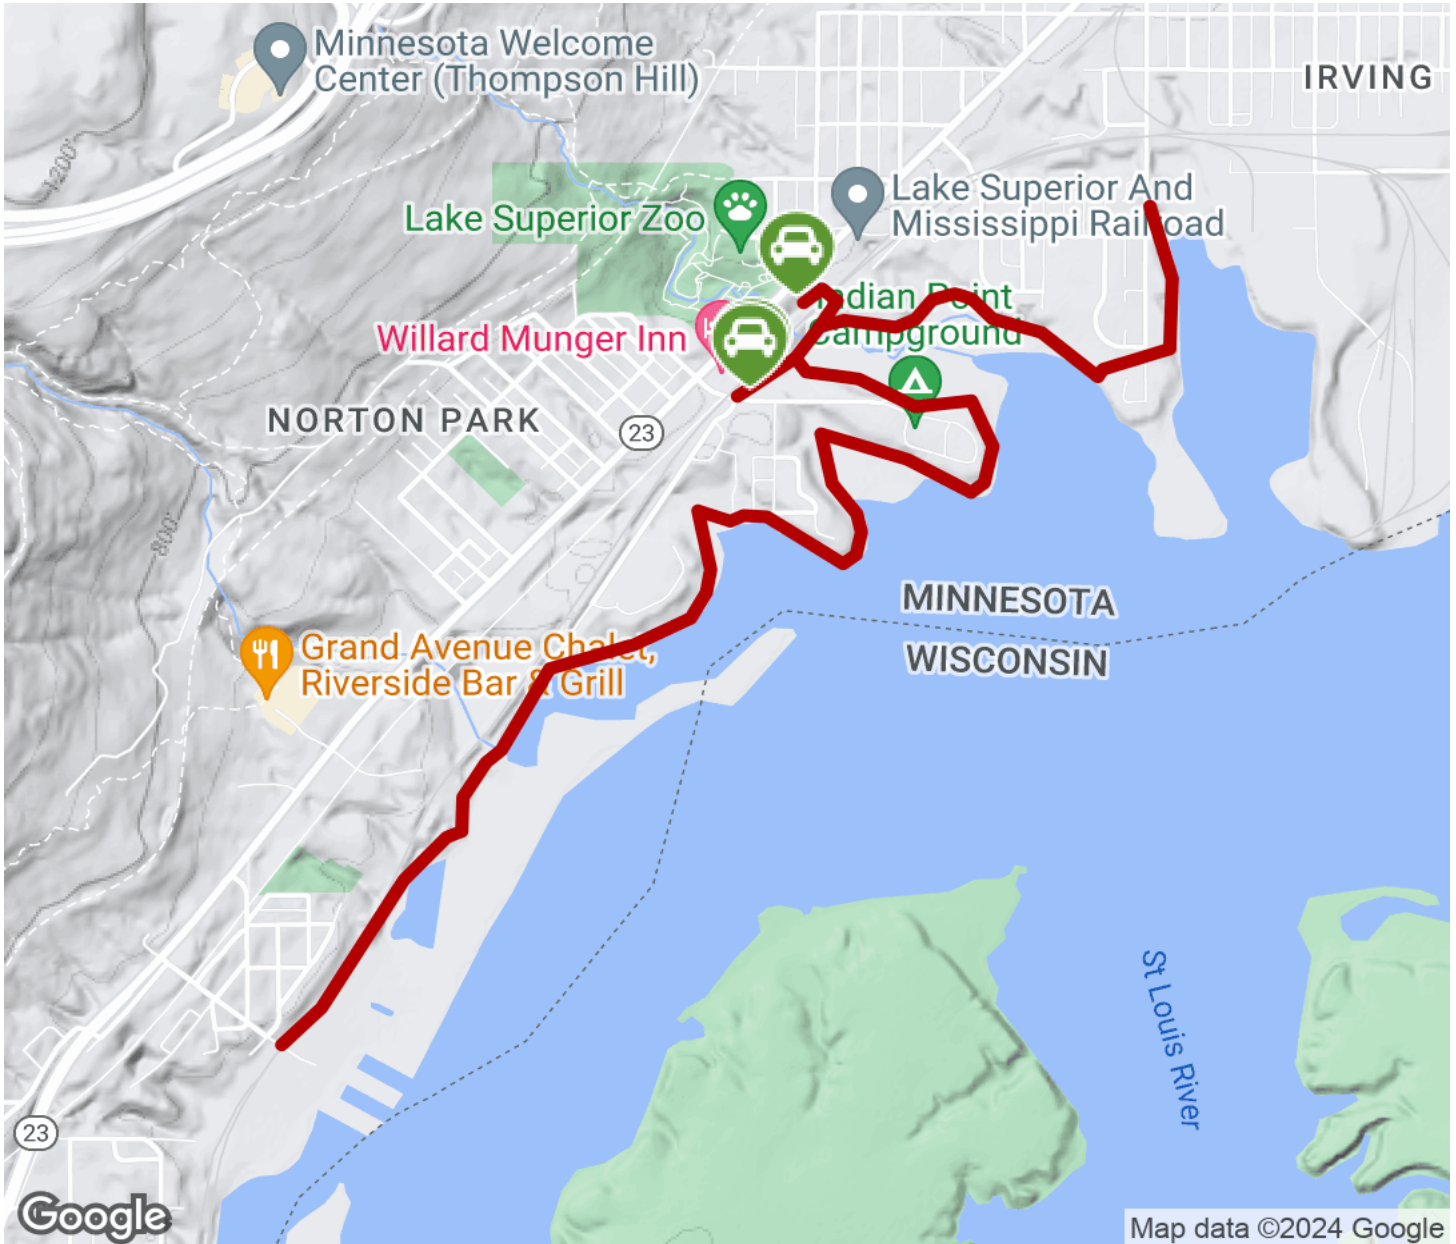 Minnesota Welcome
Center (Thompson Hill)
IRVING
1200'
Lake Superior Zoo
Lake Superior And
Mississippi Railroad
Indian Point
Campground
Willard Munger Inn
NORTON PARK
23
800'
MINNESOTA
WISCONSIN
Grand Avenue Chalet,
Riverside Bar & Grill
St Louis River
23
Google
Map data ©2024 Google